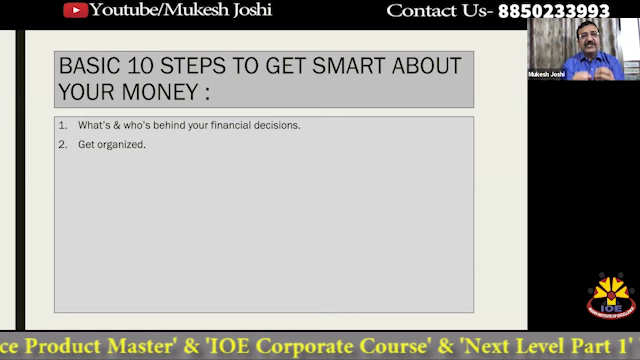 Youtube/Mukesh Joshi
Contact Us- 8850233993
BASIC 10 STEPS TO GET SMART ABOUT
YOUR MONEY :
1. What's & who's behind your financial decisions.
2. Get organized.
Mukesh Joshi
IOE
ce Product Master' & 'IOE Corporate Course' & 'Next Level Part 1'